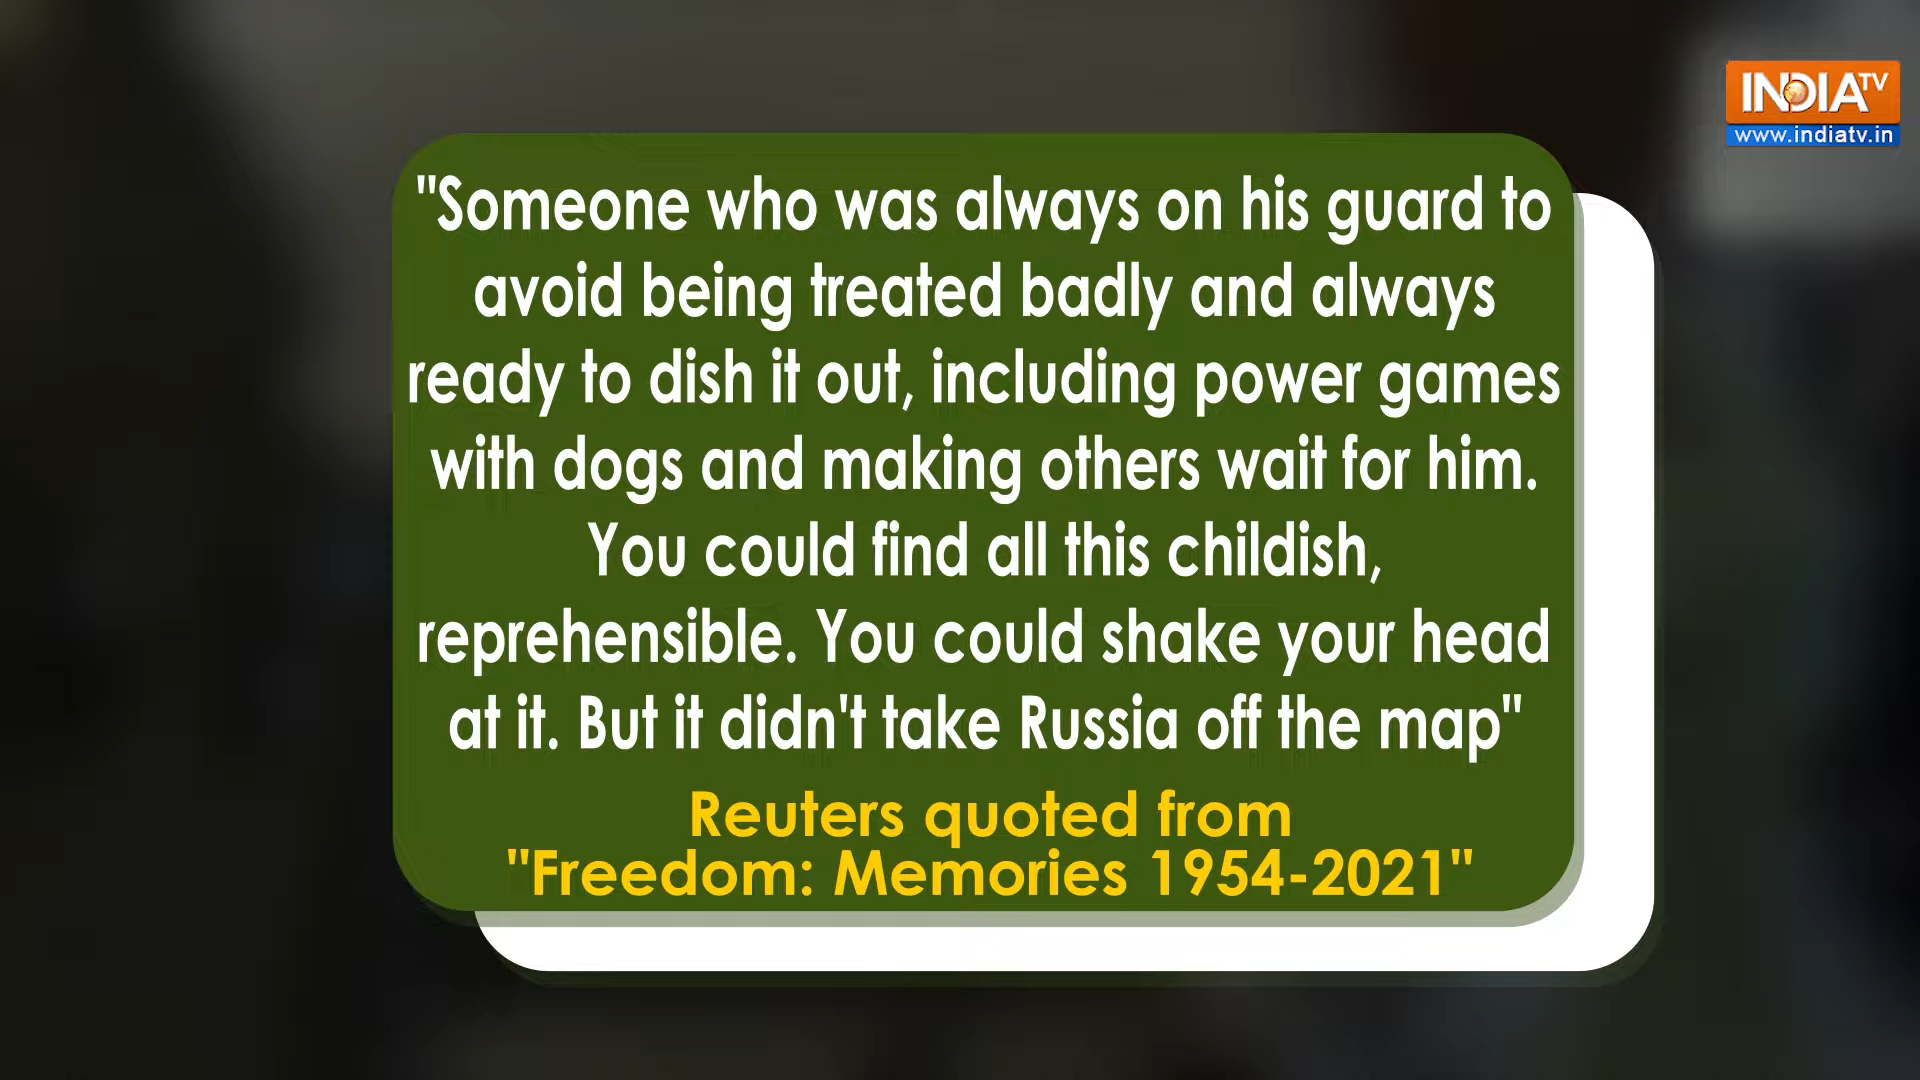 INDIA TV
www.indiatv.in
"Someone who was always on his guard to
avoid being treated badly and always
ready to dish it out, including power games
with dogs and making others wait for him.
You could find all this childish,
reprehensible. You could shake your head
at it. But it didn't take Russia off the map"
Reuters quoted from
"Freedom: Memories 1954-2021"